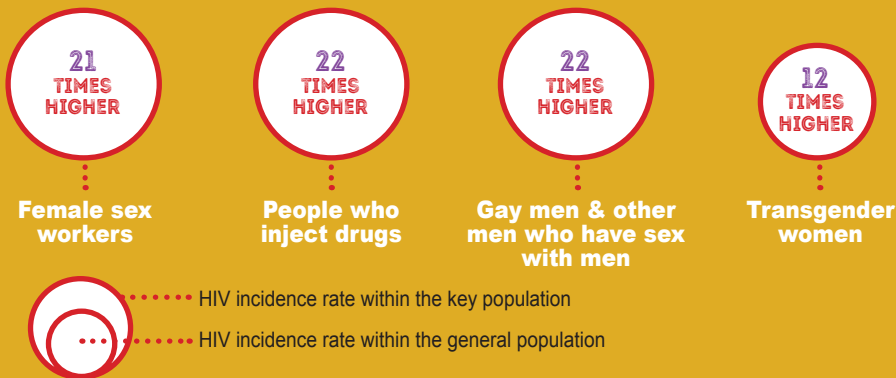 21
TIMES
HIGHER
Female sex
workers
22
TIMES
HIGHER
People who
inject drugs
22
TIMES
HIGHER
Gay men & other
men who have sex
with men
12
TIMES
HIGHER
Transgender
women
HIV incidence rate within the key population
HIV incidence rate within the general population